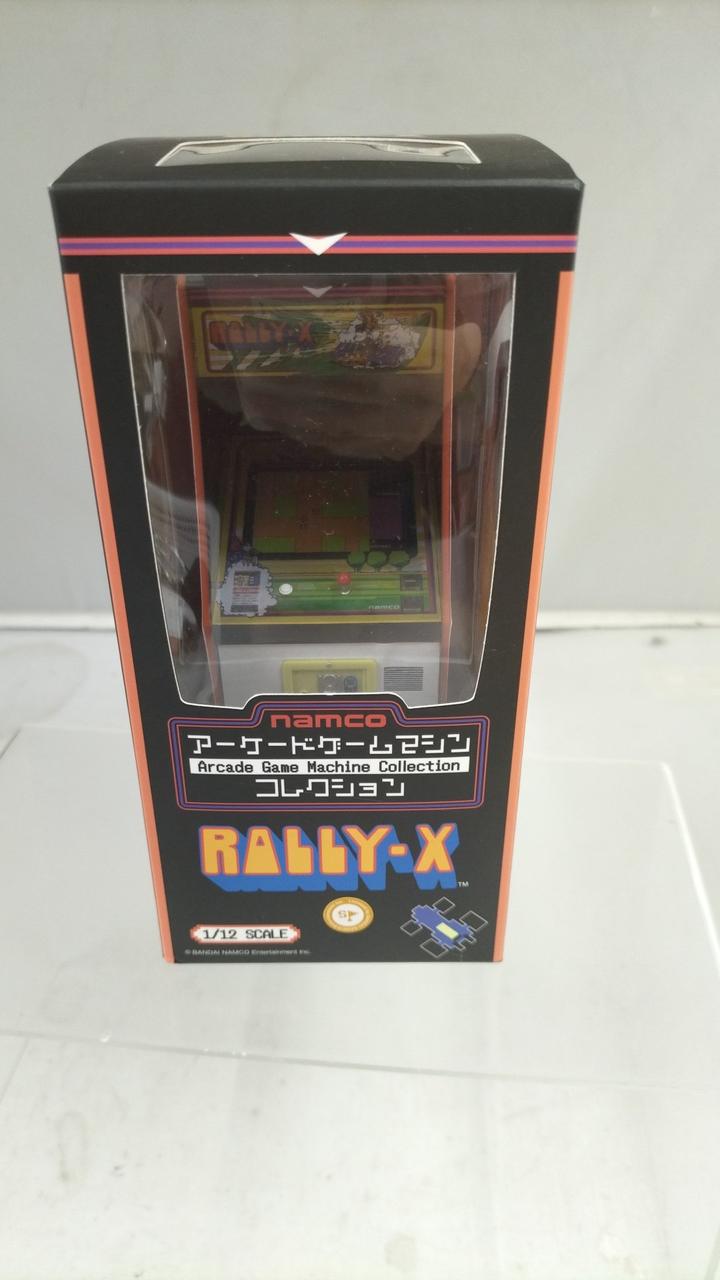 RALLY-X
namco
namco
アーケードゲームマシン
Arcade Game Machine Collection
コレクション
RALLY-X
TM
SP
1/12 SCALE
© BANDAI NAMCO Entertainment Inc.